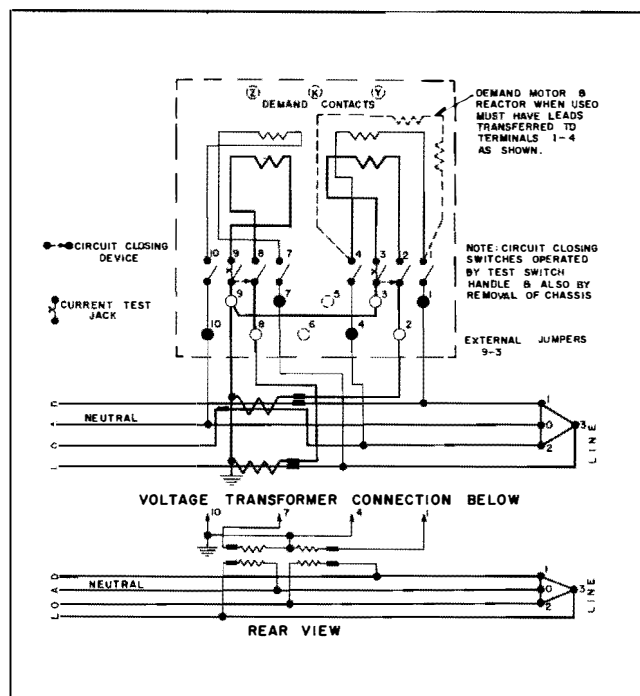 Z K Y
DEMAND CONTACTS
DEMAND MOTOR &
REACTOR WHEN USED
MUST HAVE LEADS
TRANSFERRED TO
TERMINALS 1-4
AS SHOWN.
10 9 8 7 4 3 2 1
CIRCUIT CLOSING
DEVICE
NOTE: CIRCUIT CLOSING
SWITCHES OPERATED
BY TEST SWITCH
HANDLE & ALSO BY
REMOVAL OF CHASSIS
CURRENT TEST
JACK
9 7 5 3 1
10 8 6 4 2
EXTERNAL JUMPERS
9-3
NEUTRAL
1
0 3
2
LINE
VOLTAGE TRANSFORMER CONNECTION BELOW
10 7 4 1
LOAD
NEUTRAL
1
0 3
2
LINE
REAR VIEW